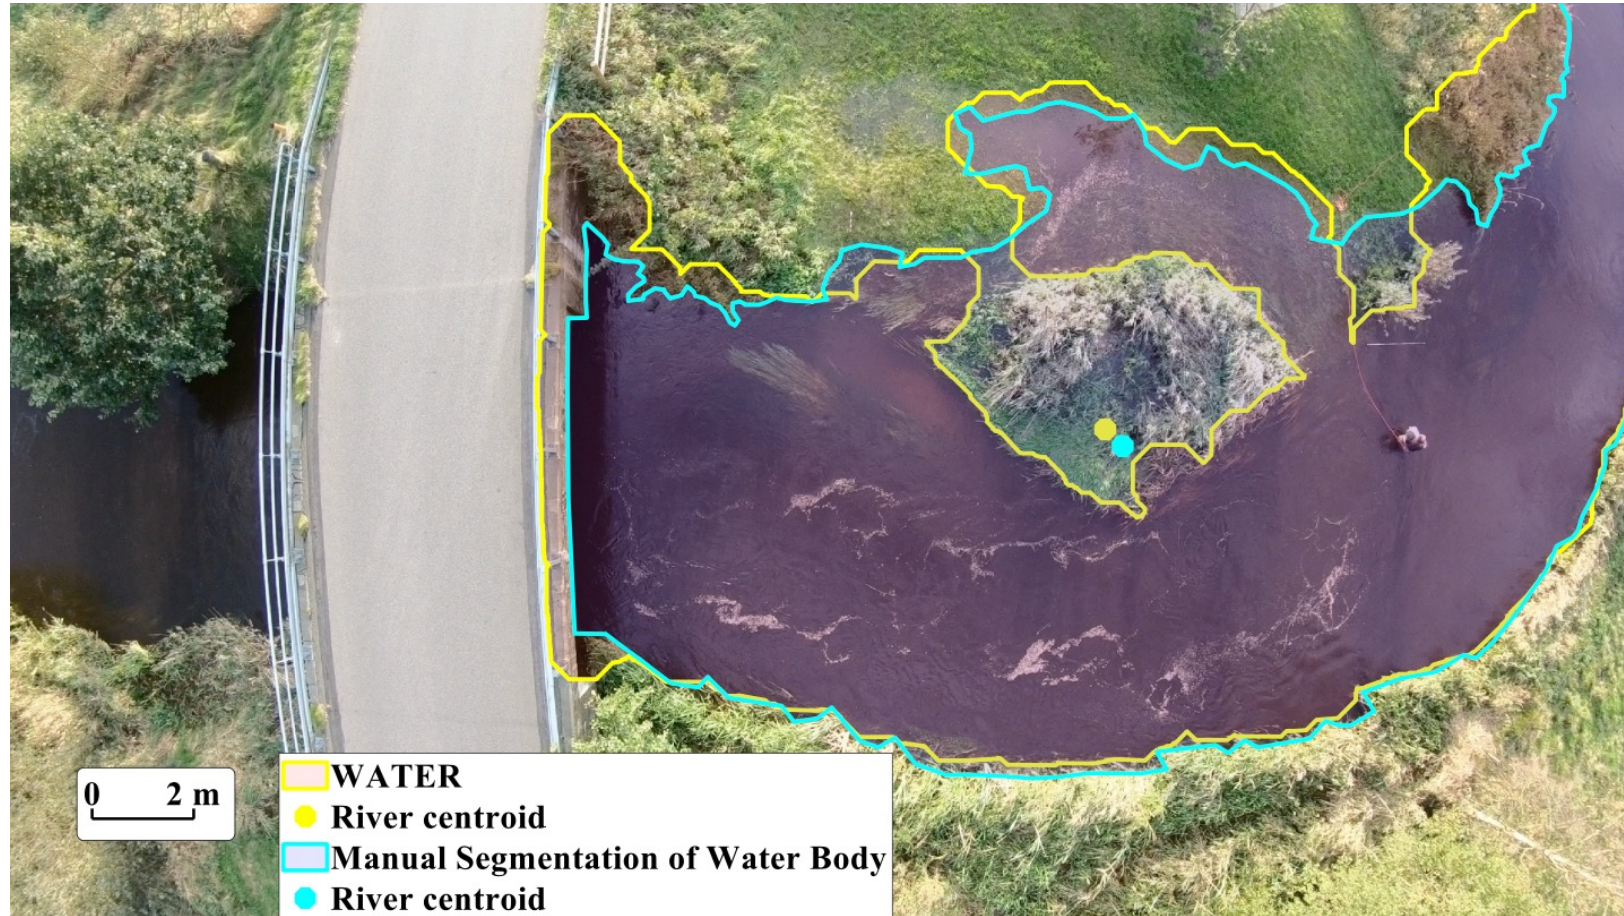 0 2 m
WATER
River centroid
Manual Segmentation of Water Body
River centroid